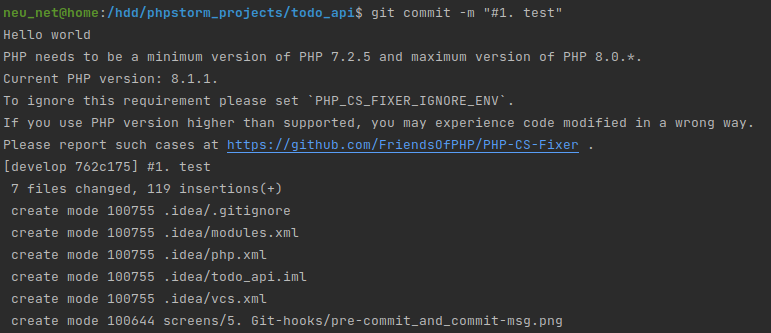 neu_net@home:/hdd/phpstorm_projects/todo_api$ git commit -m "#1. test"
Hello world
PHP needs to be a minimum version of PHP 7.2.5 and maximum version of PHP 8.0.*.
Current PHP version: 8.1.1.
To ignore this requirement please set `PHP_CS_FIXER_IGNORE_ENV`.
If you use PHP version higher than supported, you may experience code modified in a wrong way.
Please report such cases at https://github.com/FriendsOfPHP/PHP-CS-Fixer .
[develop 762c175] #1. test
 7 files changed, 119 insertions(+)
 create mode 100755 .idea/.gitignore
 create mode 100755 .idea/modules.xml
 create mode 100755 .idea/php.xml
 create mode 100755 .idea/todo_api.iml
 create mode 100755 .idea/vcs.xml
 create mode 100644 screens/5. Git-hooks/pre-commit_and_commit-msg.png